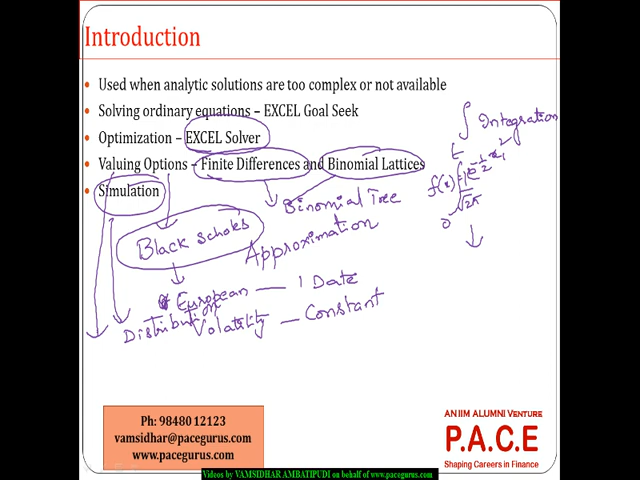 Introduction
Used when analytic solutions are too complex or not available
Solving ordinary equations – EXCEL Goal Seek
Optimization – EXCEL Solver
Valuing Options – Finite Differences and Binomial Lattices
Simulation
∫ Integration
Binomial Tree
Black Scholes
Approximation
European — 1 Date
Distribution
Volatility — Constant
Ph: 98480 12123
vamsidhar@pacegurus.com
www.pacegurus.com
AN IIM ALUMNI VENTURE
P.A.C.E
Shaping Careers in Finance
Videos by VAMSIDHAR AMBATIPUDI on behalf of www.pacegurus.com